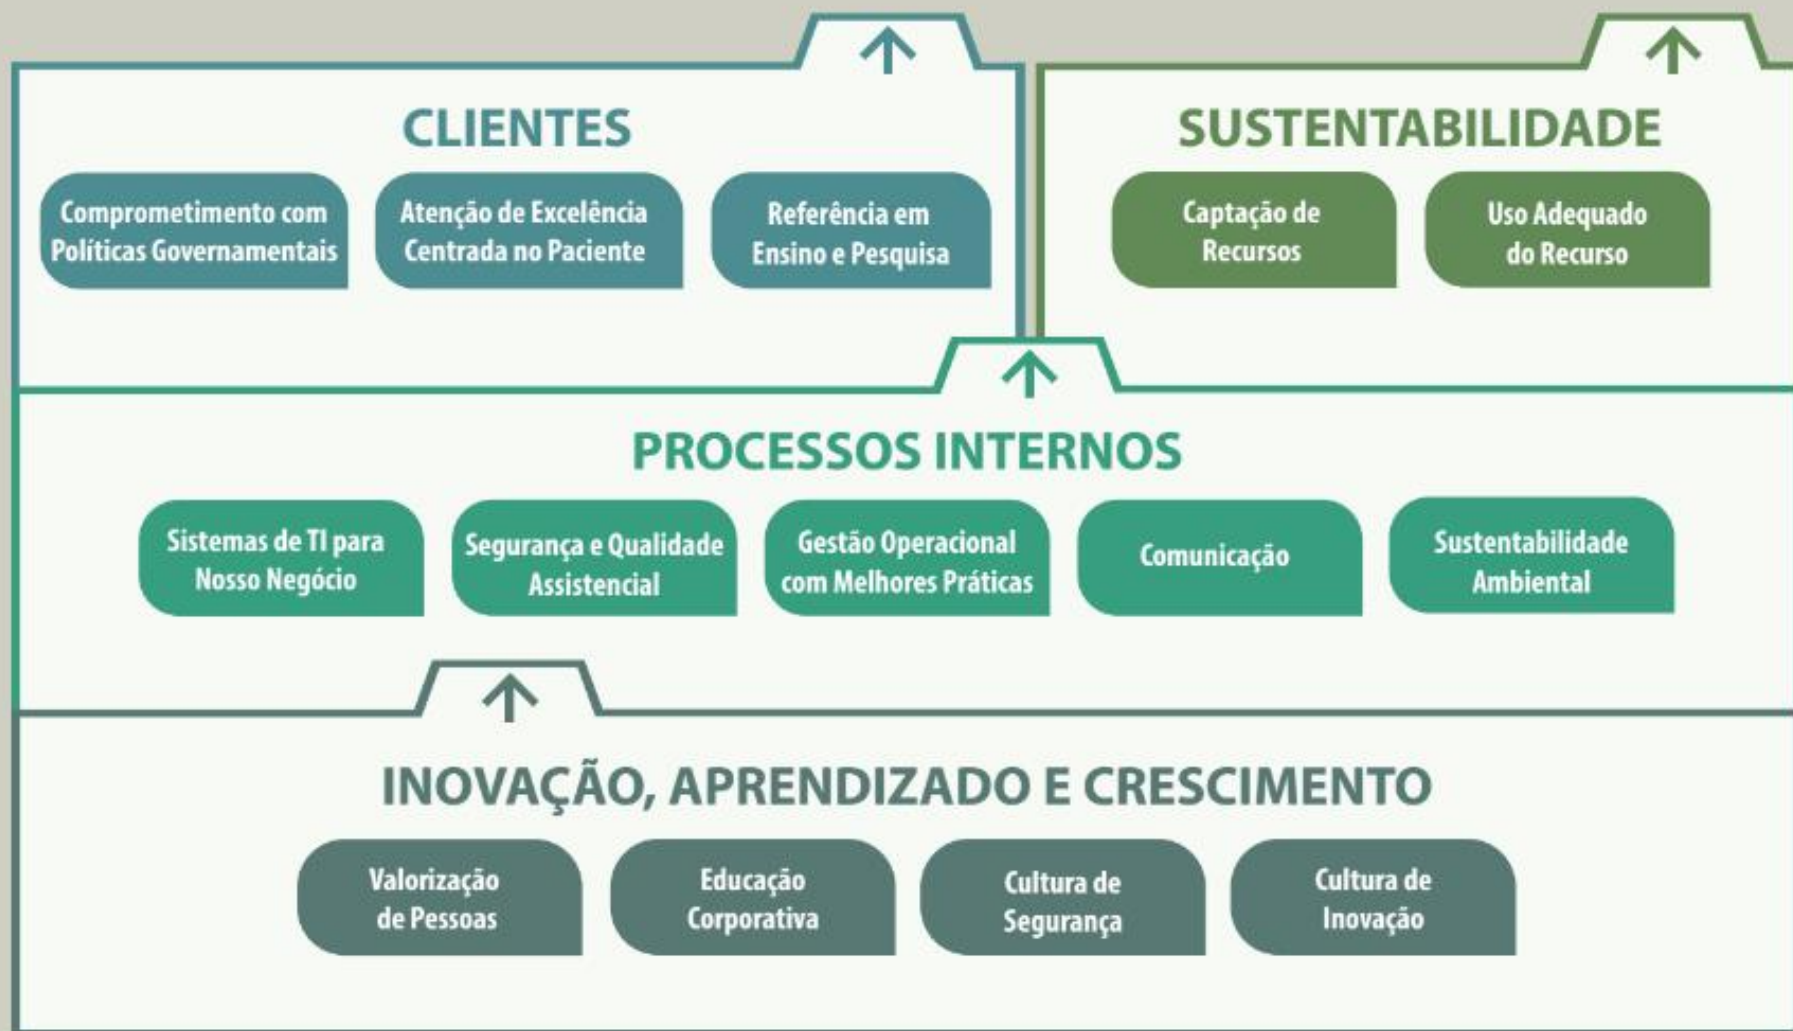 CLIENTES
Comprometimento com
Políticas Governamentais
Atenção de Excelência
Centrada no Paciente
Referência em
Ensino e Pesquisa
SUSTENTABILIDADE
Captação de
Recursos
Uso Adequado
do Recurso
PROCESSOS INTERNOS
Sistemas de TI para
Nosso Negócio
Segurança e Qualidade
Assistencial
Gestão Operacional
com Melhores Práticas
Comunicação
Sustentabilidade
Ambiental
INOVAÇÃO, APRENDIZADO E CRESCIMENTO
Valorização
de Pessoas
Educação
Corporativa
Cultura de
Segurança
Cultura de
Inovação